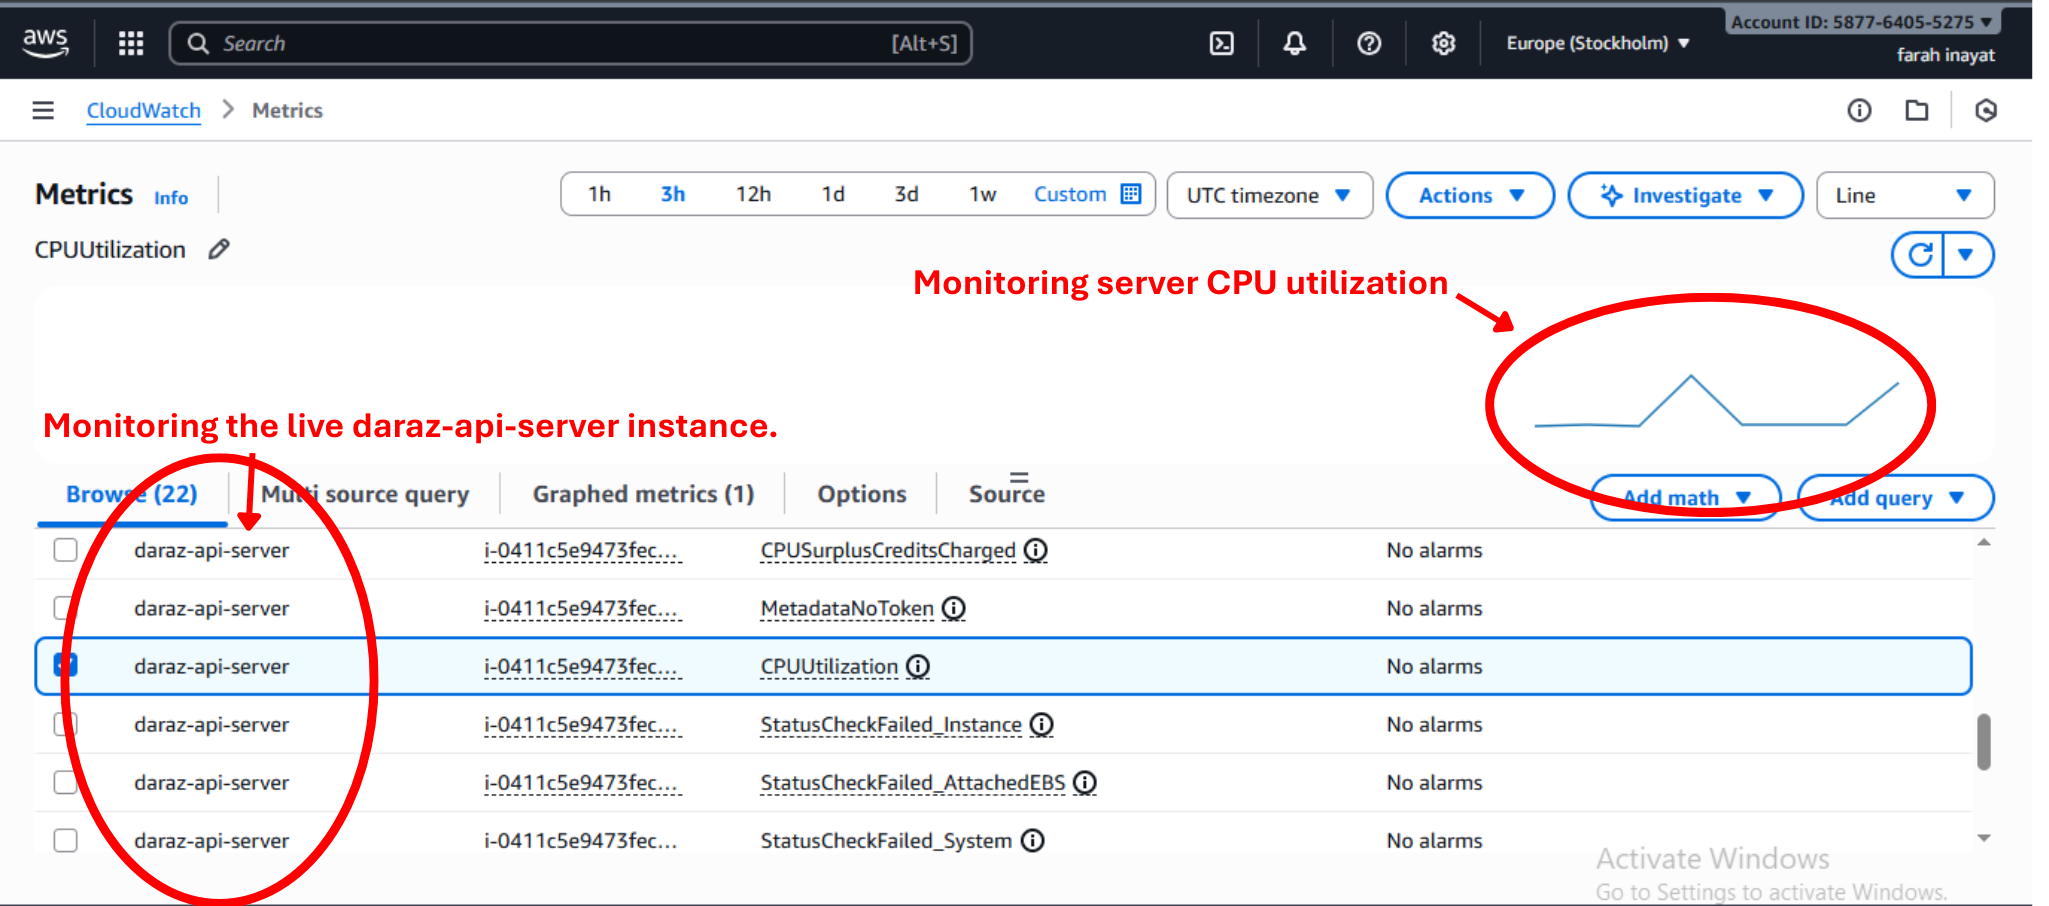 Account ID: 5877-6405-5275
aws
Search [Alt+S]
Europe (Stockholm)
farah inayat
CloudWatch > Metrics
Metrics Info
1h 3h 12h 1d 3d 1w Custom
UTC timezone
Actions
Investigate
Line
CPUUtilization
Monitoring server CPU utilization
Monitoring the live daraz-api-server instance.
Browse (22) Multi source query Graphed metrics (1) Options Source
Add math Add query
daraz-api-server i-0411c5e9473fec... CPUSurplusCreditsCharged No alarms
daraz-api-server i-0411c5e9473fec... MetadataNoToken No alarms
daraz-api-server i-0411c5e9473fec... CPUUtilization No alarms
daraz-api-server i-0411c5e9473fec... StatusCheckFailed_Instance No alarms
daraz-api-server i-0411c5e9473fec... StatusCheckFailed_AttachedEBS No alarms
daraz-api-server i-0411c5e9473fec... StatusCheckFailed_System No alarms
Activate Windows
Go to Settings to activate Windows.